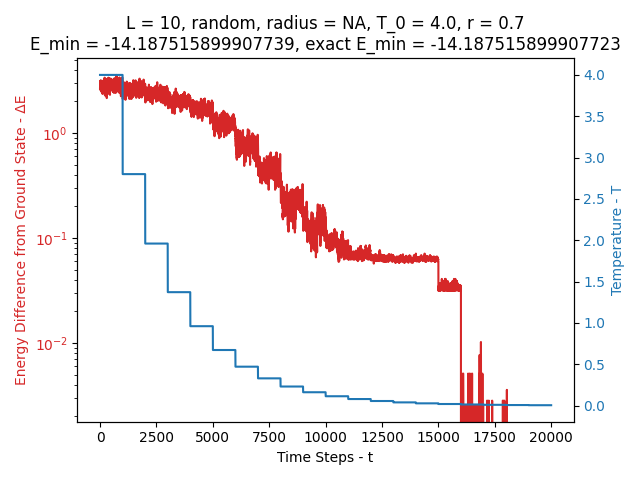 L = 10, random, radius = NA, T_0 = 4.0, r = 0.7
E_min = -14.187515899907739, exact E_min = -14.187515899907723
Energy Difference from Ground State - ΔE
10⁰
10⁻¹
10⁻²
4.0
3.5
3.0
2.5
2.0
1.5
1.0
0.5
0.0
Temperature - T
0 2500 5000 7500 10000 12500 15000 17500 20000
Time Steps - t